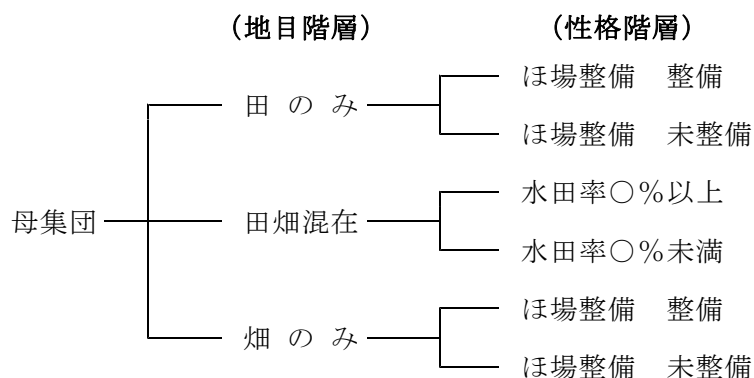 (地目階層) (性格階層)
ほ場整備 整備
田 の み
ほ場整備 未整備
水田率○%以上
母集団 田畑混在
水田率○%未満
ほ場整備 整備
畑 の み
ほ場整備 未整備